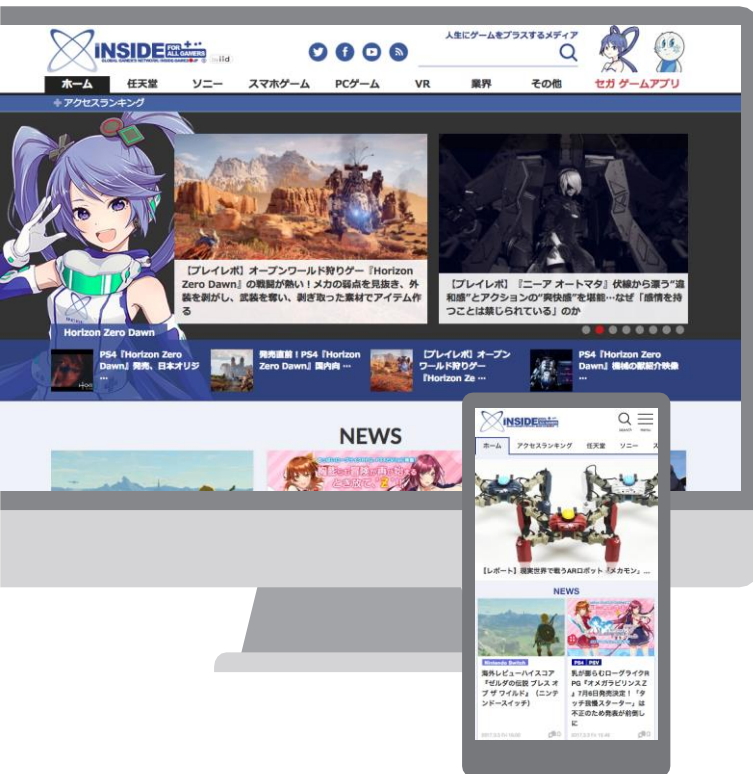 INSIDE FOR ALL GAMERS
人生にゲームをプラスするメディア
ホーム 任天堂 ソニー スマホゲーム PCゲーム VR 業界 その他 セガ ゲームアプリ
アクセスランキング
【プレイレポ】オープンワールド狩りゲー『Horizon
Zero Dawn』の戦闘が熱い！メカの弱点を見抜き、外
装を剥がし、武装を奪い、剥ぎ取った素材でアイテム作
る
【プレイレポ】『ニーア オートマタ』伏線から漂う“違
和感”とアクションの“爽快感”を堪能…なぜ「感情を持
つことは禁じられている」のか
Horizon Zero Dawn
PS4『Horizon Zero
Dawn』発売、日本オリジ
…
発売直前！PS4『Horizon
Zero Dawn』国内向 …
【プレイレポ】オープン
ワールド狩りゲー
『Horizon Ze …
PS4『Horizon Zero
Dawn』機械の獣紹介映像
…
NEWS
INSIDE
search menu
ホーム アクセスランキング 任天堂 ソニー
【レポート】現実世界で戦うARロボット「メカモン」…
NEWS
Nintendo Switch
海外レビューハイスコア
『ゼルダの伝説 ブレス オ
ブ ザ ワイルド』（ニンテ
ンドースイッチ）
PS4 PSV
乳が膨らむローグライクR
PG『オメガラビリンスZ
』7月6日発売決定！「タ
ッチ我慢スターター」は
不正のため発表が前倒し
に